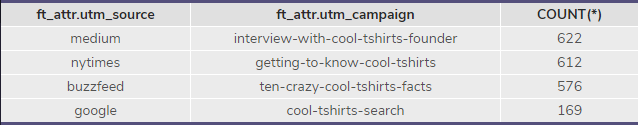 ft_attr.utm_source ft_attr.utm_campaign COUNT(*)
medium interview-with-cool-tshirts-founder 622
nytimes getting-to-know-cool-tshirts 612
buzzfeed ten-crazy-cool-tshirts-facts 576
google cool-tshirts-search 169